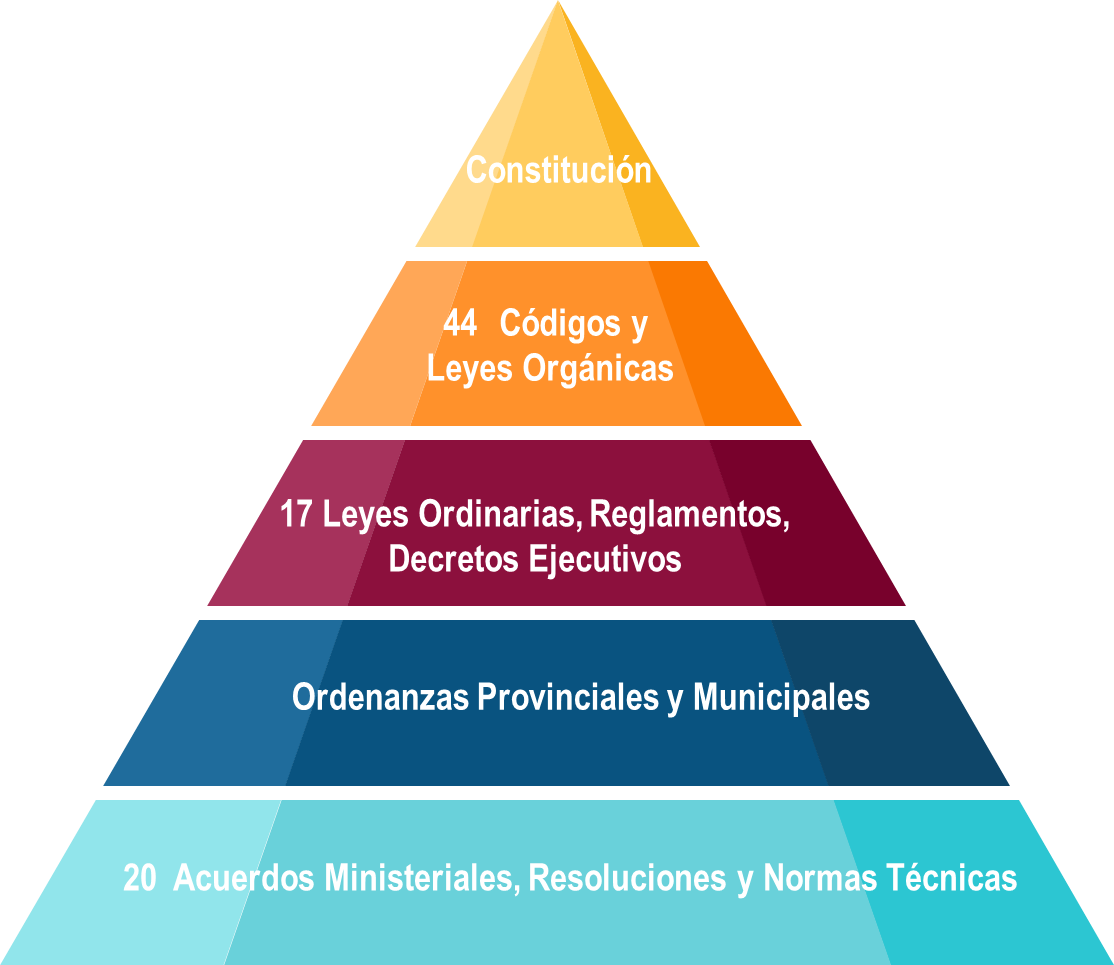 Constitución
44 Códigos y
Leyes Orgánicas
17 Leyes Ordinarias, Reglamentos,
Decretos Ejecutivos
Ordenanzas Provinciales y Municipales
20 Acuerdos Ministeriales, Resoluciones y Normas Técnicas